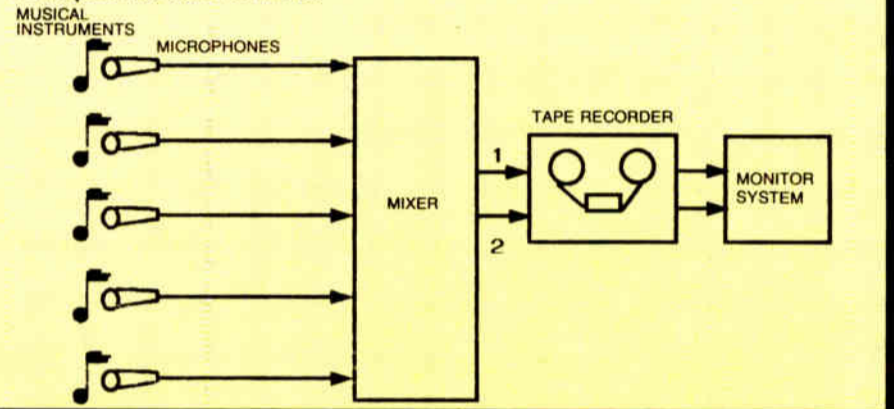 MUSICAL
INSTRUMENTS
MICROPHONES
TAPE RECORDER
1
MIXER
MONITOR
SYSTEM
2